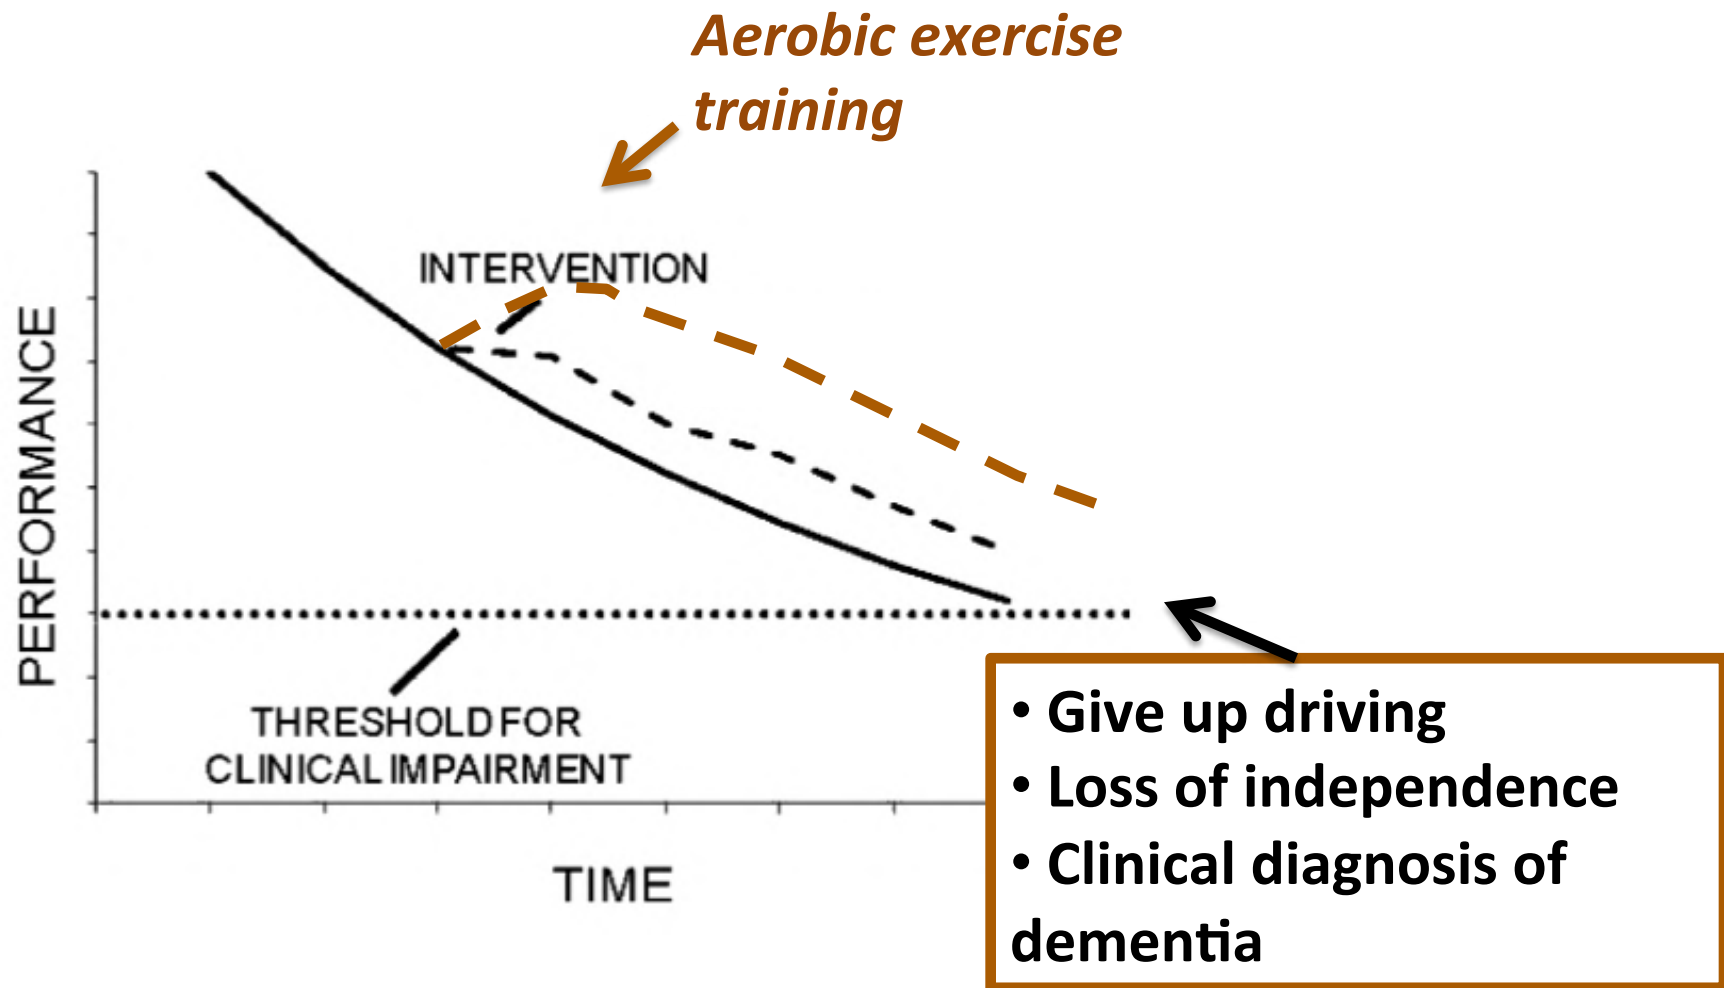 Aerobic exercise
training
INTERVENTION
PERFORMANCE
THRESHOLD FOR
CLINICAL IMPAIRMENT
TIME
• Give up driving
• Loss of independence
• Clinical diagnosis of
dementia